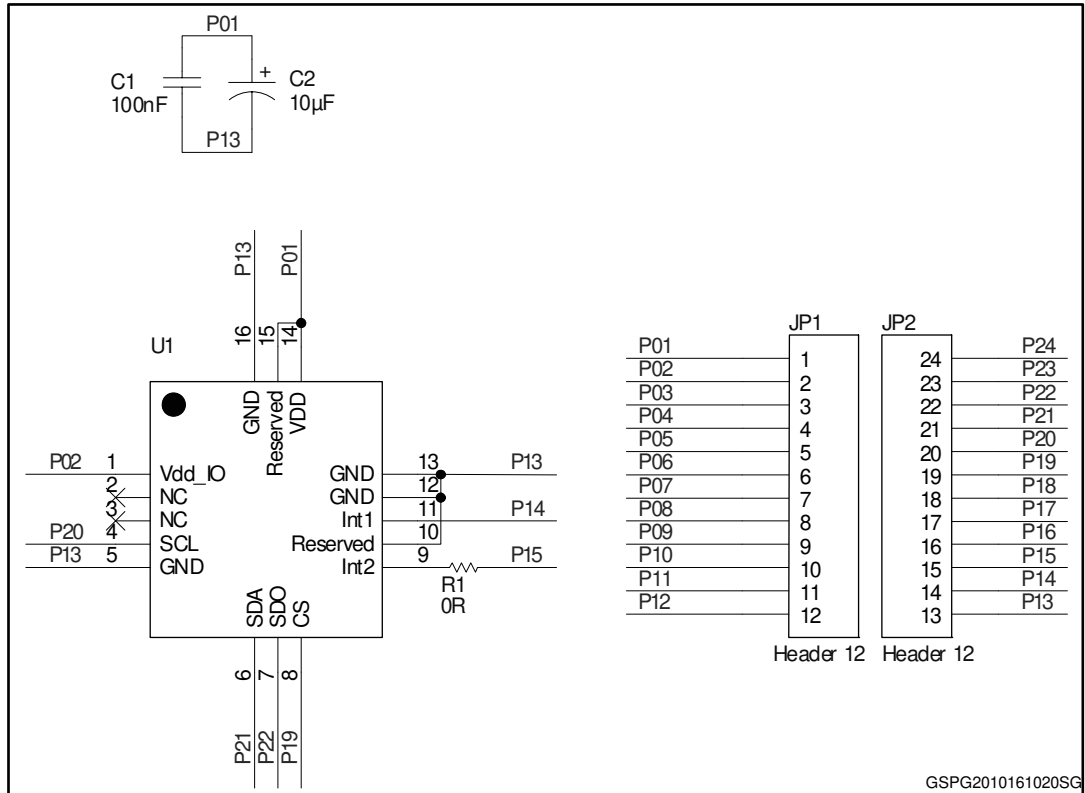 P01
C1
100nF
+
C2
10µF
P13
P13
P01
16
15
14
U1
GND
Reserved
VDD
P02 1 Vdd_IO
2 NC
3 NC
P20 4 SCL
P13 5 GND
GND 13 P13
GND 12
Int1 11 P14
Reserved 10
Int2 9 P15
R1
0R
SDA
SDO
CS
6
7
8
P21
P22
P19
JP1
P01 1
P02 2
P03 3
P04 4
P05 5
P06 6
P07 7
P08 8
P09 9
P10 10
P11 11
P12 12
Header 12
JP2
24 P24
23 P23
22 P22
21 P21
20 P20
19 P19
18 P18
17 P17
16 P16
15 P15
14 P14
13 P13
Header 12
GSPG2010161020SG